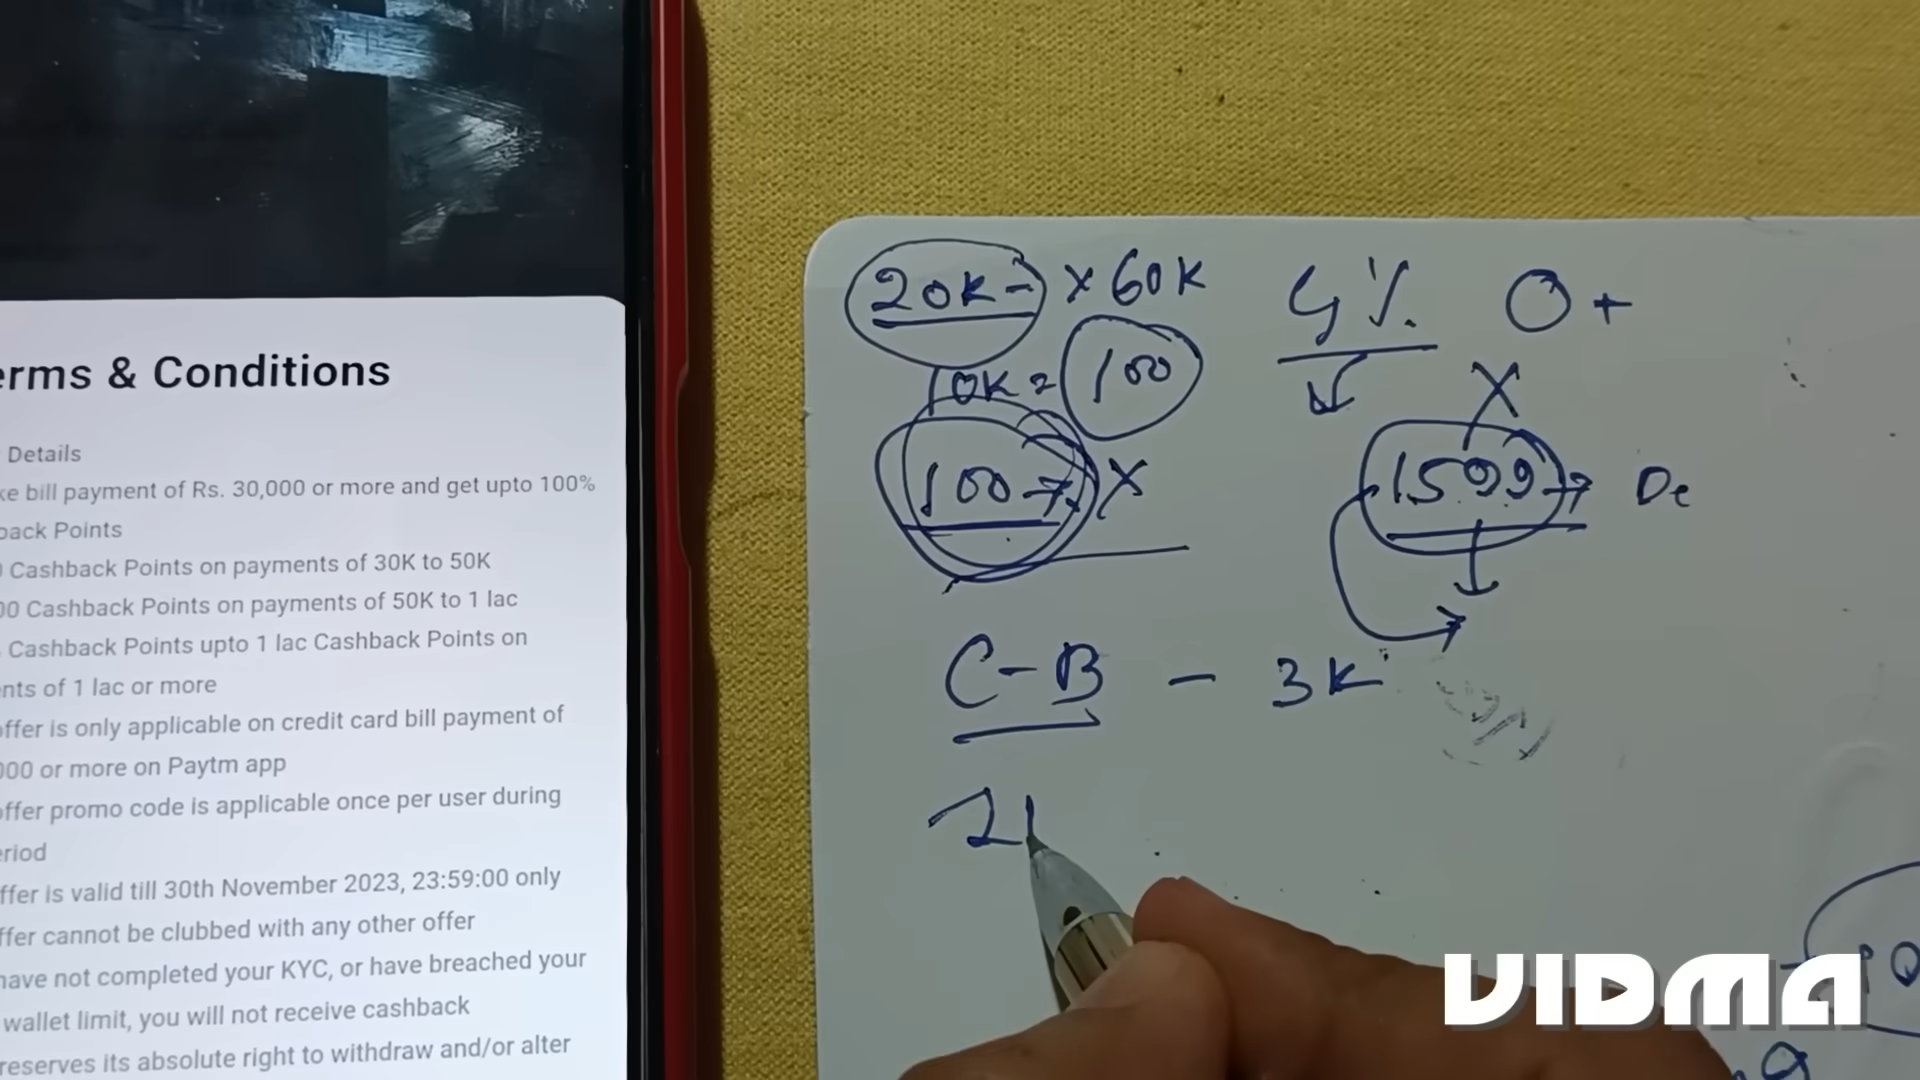 erms & Conditions
Details
ke bill payment of Rs. 30,000 or more and get upto 100%
back Points
Cashback Points on payments of 30K to 50K
00 Cashback Points on payments of 50K to 1 lac
Cashback Points upto 1 lac Cashback Points on
nts of 1 lac or more
offer is only applicable on credit card bill payment of
000 or more on Paytm app
offer promo code is applicable once per user during
eriod
ffer is valid till 30th November 2023, 23:59:00 only
ffer cannot be clubbed with any other offer
have not completed your KYC, or have breached your
wallet limit, you will not receive cashback
reserves its absolute right to withdraw and/or alter
20K- x 60K
10K = 100
100 X
C-B - 3K
21
4%. 0+
X
1599 De
VIDMA